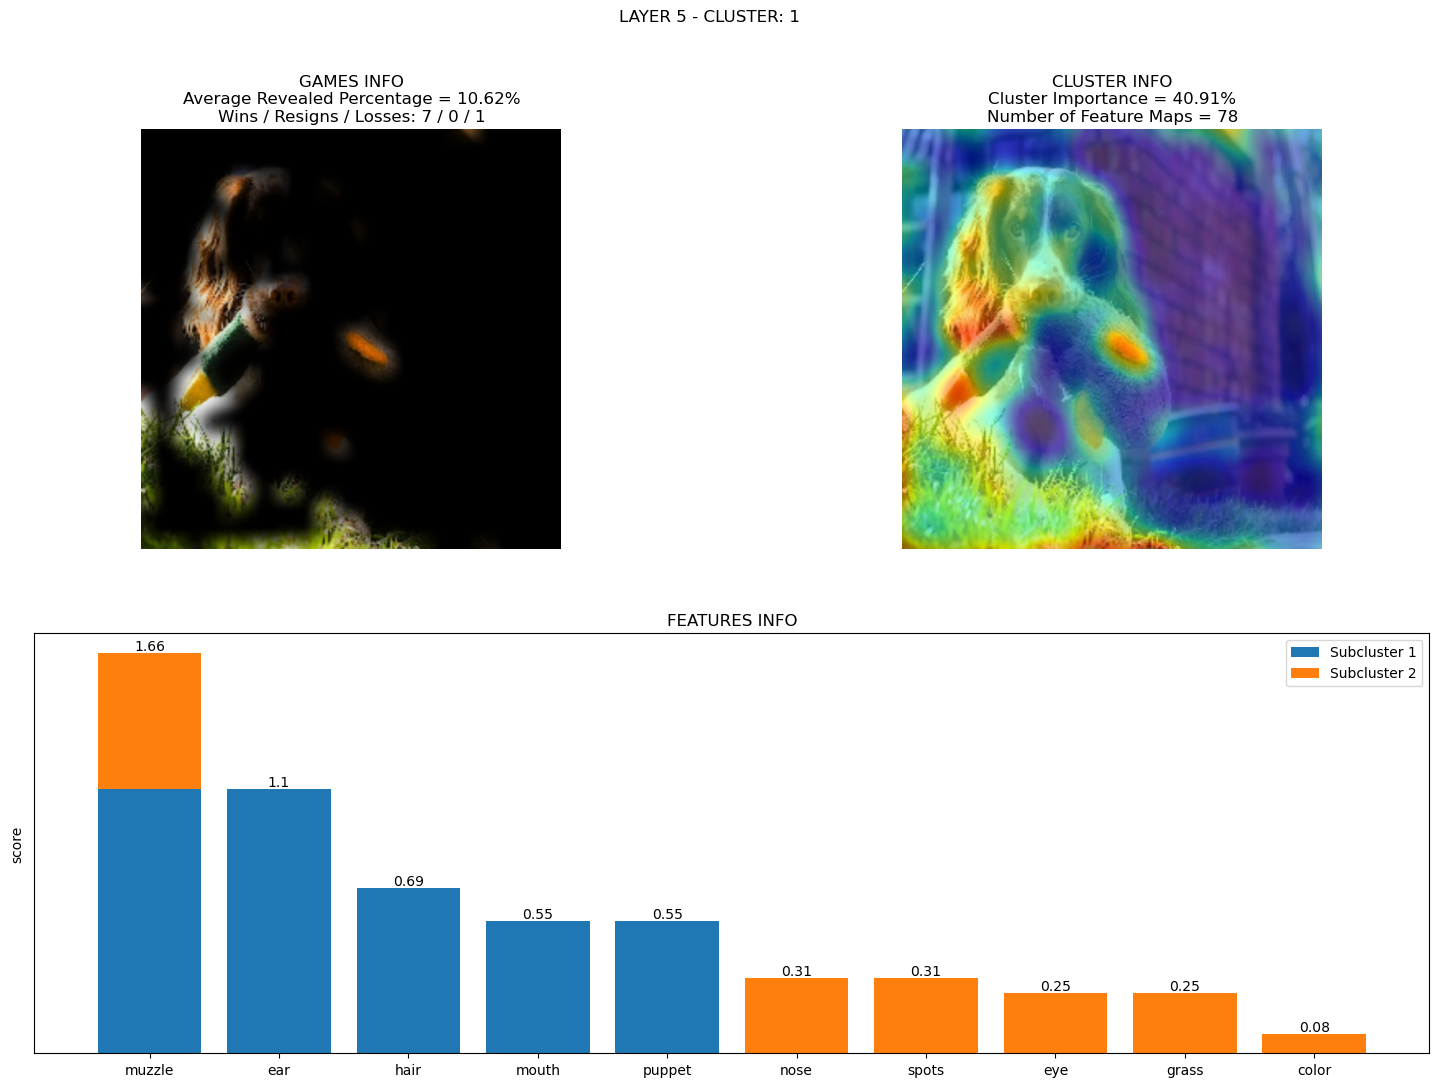 LAYER 5 - CLUSTER: 1
GAMES INFO
Average Revealed Percentage = 10.62%
Wins / Resigns / Losses: 7 / 0 / 1
CLUSTER INFO
Cluster Importance = 40.91%
Number of Feature Maps = 78
FEATURES INFO
Subcluster 1
Subcluster 2
score
1.66
1.1
0.69
0.55
0.55
0.31
0.31
0.25
0.25
0.08
muzzle
ear
hair
mouth
puppet
nose
spots
eye
grass
color